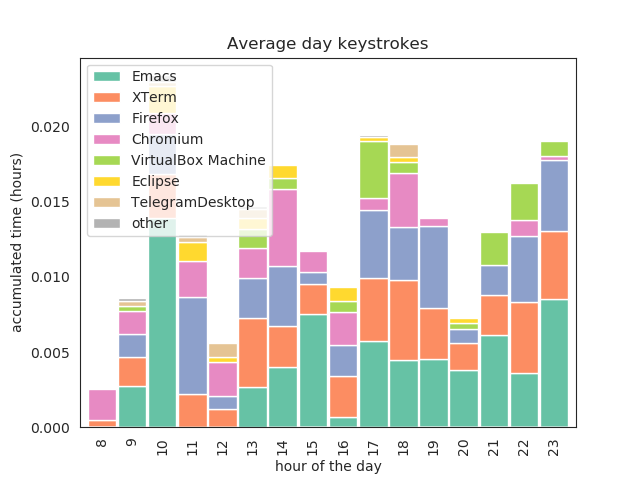 Average day keystrokes
accumulated time (hours)
0.020
0.015
0.010
0.005
0.000
Emacs
XTerm
Firefox
Chromium
VirtualBox Machine
Eclipse
TelegramDesktop
other
8 9 10 11 12 13 14 15 16 17 18 19 20 21 22 23
hour of the day